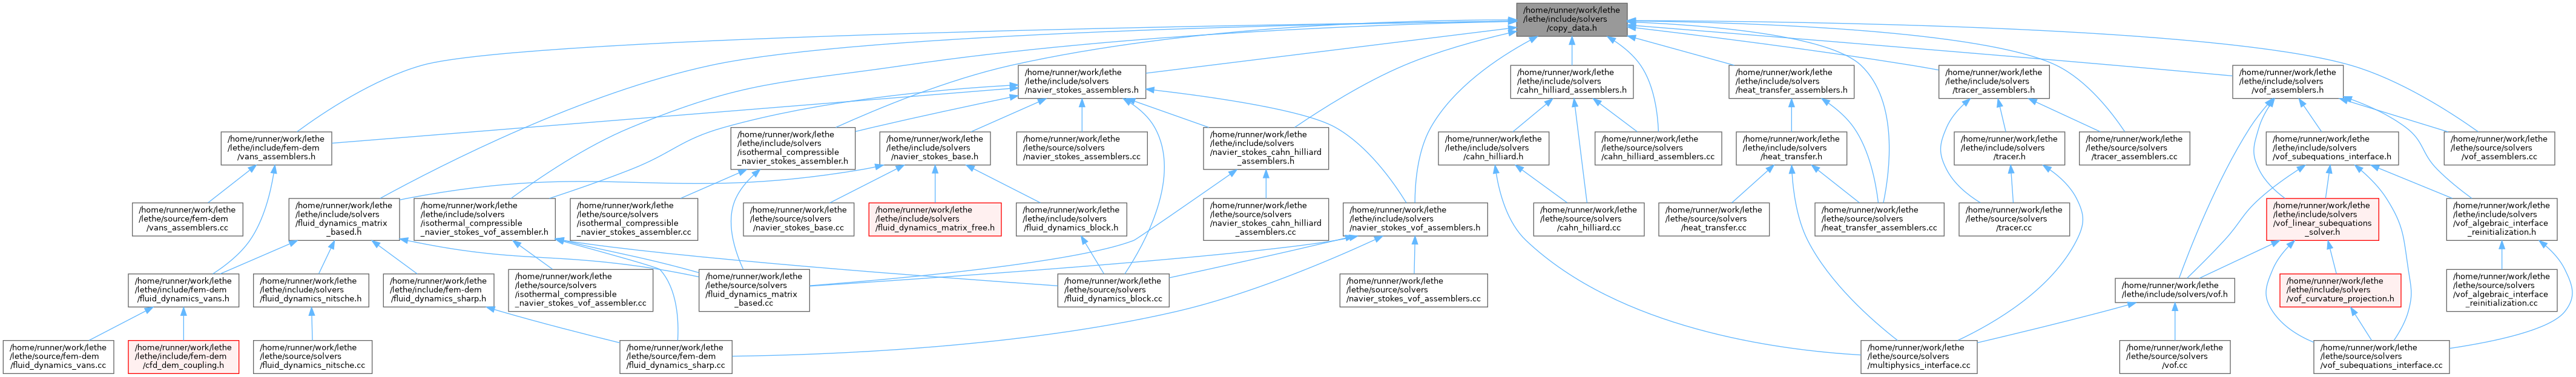 /home/runner/work/lethe
/lethe/include/solvers
/copy_data.h
/home/runner/work/lethe
/lethe/include/solvers
/navier_stokes_assemblers.h
/home/runner/work/lethe
/lethe/include/solvers
/cahn_hilliard_assemblers.h
/home/runner/work/lethe
/lethe/include/solvers
/heat_transfer_assemblers.h
/home/runner/work/lethe
/lethe/include/solvers
/tracer_assemblers.h
/home/runner/work/lethe
/lethe/include/solvers
/vof_assemblers.h
/home/runner/work/lethe
/lethe/include/fem-dem
/vans_assemblers.h
/home/runner/work/lethe
/lethe/include/solvers
/isothermal_compressible
_navier_stokes_assembler.h
/home/runner/work/lethe
/lethe/include/solvers
/navier_stokes_base.h
/home/runner/work/lethe
/lethe/source/solvers
/navier_stokes_assemblers.cc
/home/runner/work/lethe
/lethe/include/solvers
/navier_stokes_cahn_hilliard
_assemblers.h
/home/runner/work/lethe
/lethe/include/solvers
/cahn_hilliard.h
/home/runner/work/lethe
/lethe/source/solvers
/cahn_hilliard_assemblers.cc
/home/runner/work/lethe
/lethe/include/solvers
/heat_transfer.h
/home/runner/work/lethe
/lethe/include/solvers
/tracer.h
/home/runner/work/lethe
/lethe/source/solvers
/tracer_assemblers.cc
/home/runner/work/lethe
/lethe/include/solvers
/vof_subequations_interface.h
/home/runner/work/lethe
/lethe/source/solvers
/vof_assemblers.cc
/home/runner/work/lethe
/lethe/source/fem-dem
/vans_assemblers.cc
/home/runner/work/lethe
/lethe/include/solvers
/fluid_dynamics_matrix
_based.h
/home/runner/work/lethe
/lethe/include/solvers
/isothermal_compressible
_navier_stokes_vof_assembler.h
/home/runner/work/lethe
/lethe/source/solvers
/isothermal_compressible
_navier_stokes_assembler.cc
/home/runner/work/lethe
/lethe/source/solvers
/navier_stokes_base.cc
/home/runner/work/lethe
/lethe/include/solvers
/fluid_dynamics_matrix_free.h
/home/runner/work/lethe
/lethe/include/solvers
/fluid_dynamics_block.h
/home/runner/work/lethe
/lethe/source/solvers
/navier_stokes_cahn_hilliard
_assemblers.cc
/home/runner/work/lethe
/lethe/include/solvers
/navier_stokes_vof_assemblers.h
/home/runner/work/lethe
/lethe/source/solvers
/cahn_hilliard.cc
/home/runner/work/lethe
/lethe/source/solvers
/heat_transfer.cc
/home/runner/work/lethe
/lethe/source/solvers
/heat_transfer_assemblers.cc
/home/runner/work/lethe
/lethe/source/solvers
/tracer.cc
/home/runner/work/lethe
/lethe/include/solvers
/vof_linear_subequations
_solver.h
/home/runner/work/lethe
/lethe/include/solvers
/vof_algebraic_interface
_reinitialization.h
/home/runner/work/lethe
/lethe/include/fem-dem
/fluid_dynamics_vans.h
/home/runner/work/lethe
/lethe/include/solvers
/fluid_dynamics_nitsche.h
/home/runner/work/lethe
/lethe/include/fem-dem
/fluid_dynamics_sharp.h
/home/runner/work/lethe
/lethe/source/solvers
/isothermal_compressible
_navier_stokes_vof_assembler.cc
/home/runner/work/lethe
/lethe/source/solvers
/fluid_dynamics_matrix
_based.cc
/home/runner/work/lethe
/lethe/source/solvers
/fluid_dynamics_block.cc
/home/runner/work/lethe
/lethe/source/solvers
/navier_stokes_vof_assemblers.cc
/home/runner/work/lethe
/lethe/include/solvers/vof.h
/home/runner/work/lethe
/lethe/include/solvers
/vof_curvature_projection.h
/home/runner/work/lethe
/lethe/source/solvers
/vof_algebraic_interface
_reinitialization.cc
/home/runner/work/lethe
/lethe/source/fem-dem
/fluid_dynamics_vans.cc
/home/runner/work/lethe
/lethe/include/fem-dem
/cfd_dem_coupling.h
/home/runner/work/lethe
/lethe/source/solvers
/fluid_dynamics_nitsche.cc
/home/runner/work/lethe
/lethe/source/fem-dem
/fluid_dynamics_sharp.cc
/home/runner/work/lethe
/lethe/source/solvers
/multiphysics_interface.cc
/home/runner/work/lethe
/lethe/source/solvers
/vof.cc
/home/runner/work/lethe
/lethe/source/solvers
/vof_subequations_interface.cc